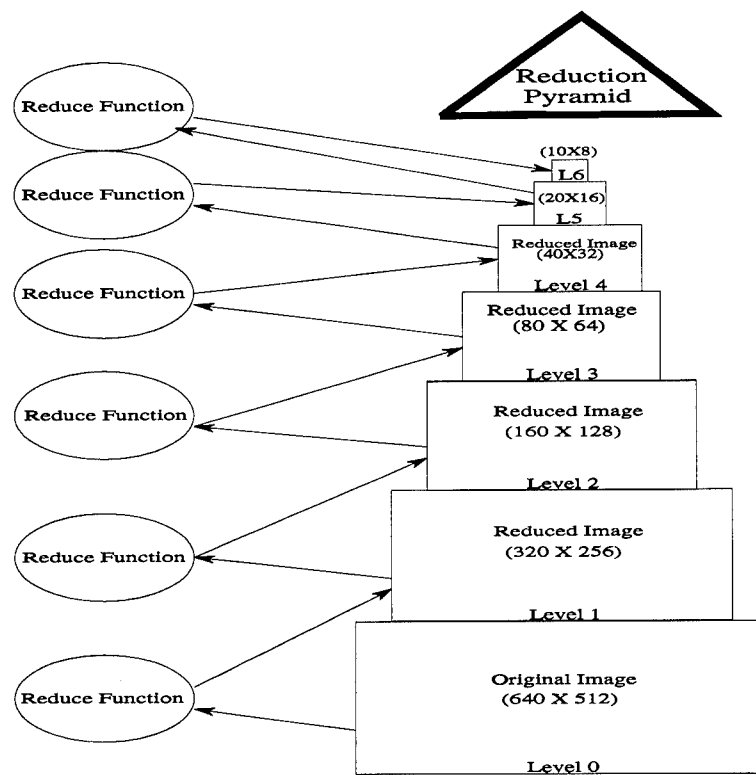 Reduction
Pyramid
Reduce Function
(10X8)
L6
Reduce Function
(20X16)
L5
Reduce Function
Reduced Image
(40X32)
Level 4
Reduced Image
(80 X 64)
Level 3
Reduce Function
Reduced Image
(160 X 128)
Level 2
Reduce Function
Reduced Image
(320 X 256)
Level 1
Reduce Function
Original Image
(640 X 512)
Level 0